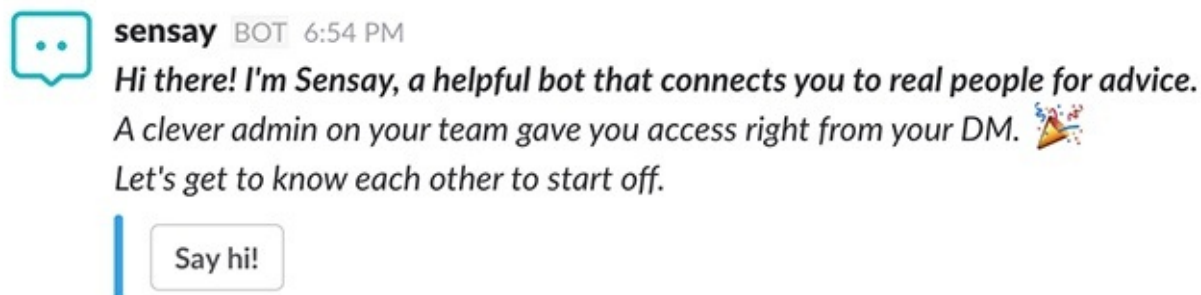 sensay BOT 6:54 PM
Hi there! I'm Sensay, a helpful bot that connects you to real people for advice.
A clever admin on your team gave you access right from your DM. 🎉
Let's get to know each other to start off.
Say hi!